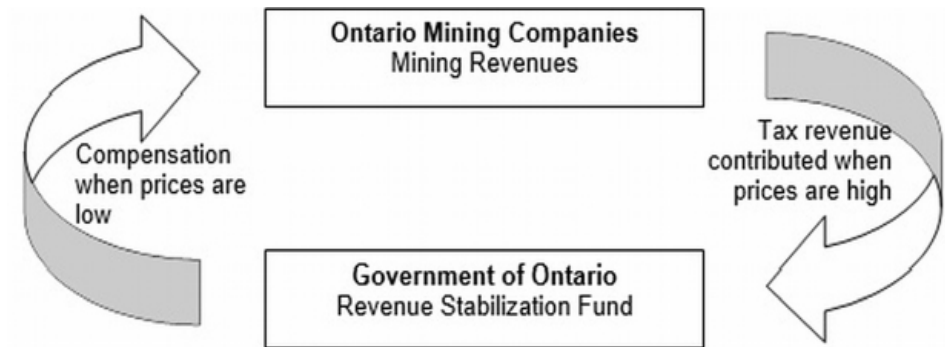 Ontario Mining Companies
Mining Revenues
Compensation
when prices are
low
Tax revenue
contributed when
prices are high
Government of Ontario
Revenue Stabilization Fund